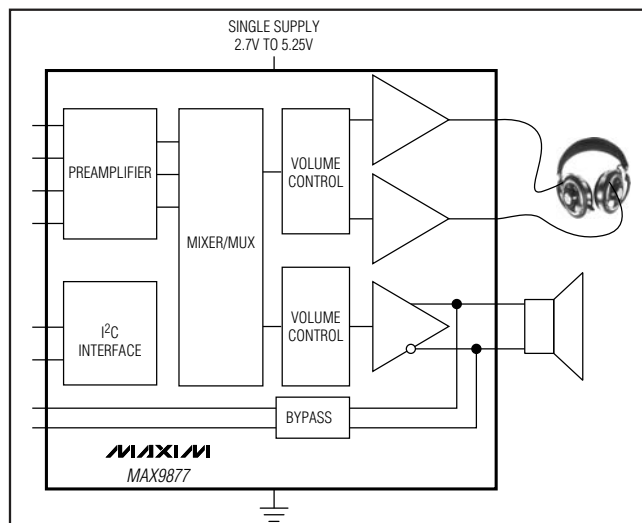 SINGLE SUPPLY
2.7V TO 5.25V
PREAMPLIFIER
MIXER/MUX
VOLUME
CONTROL
I²C
INTERFACE
VOLUME
CONTROL
BYPASS
MAXIM
MAX9877